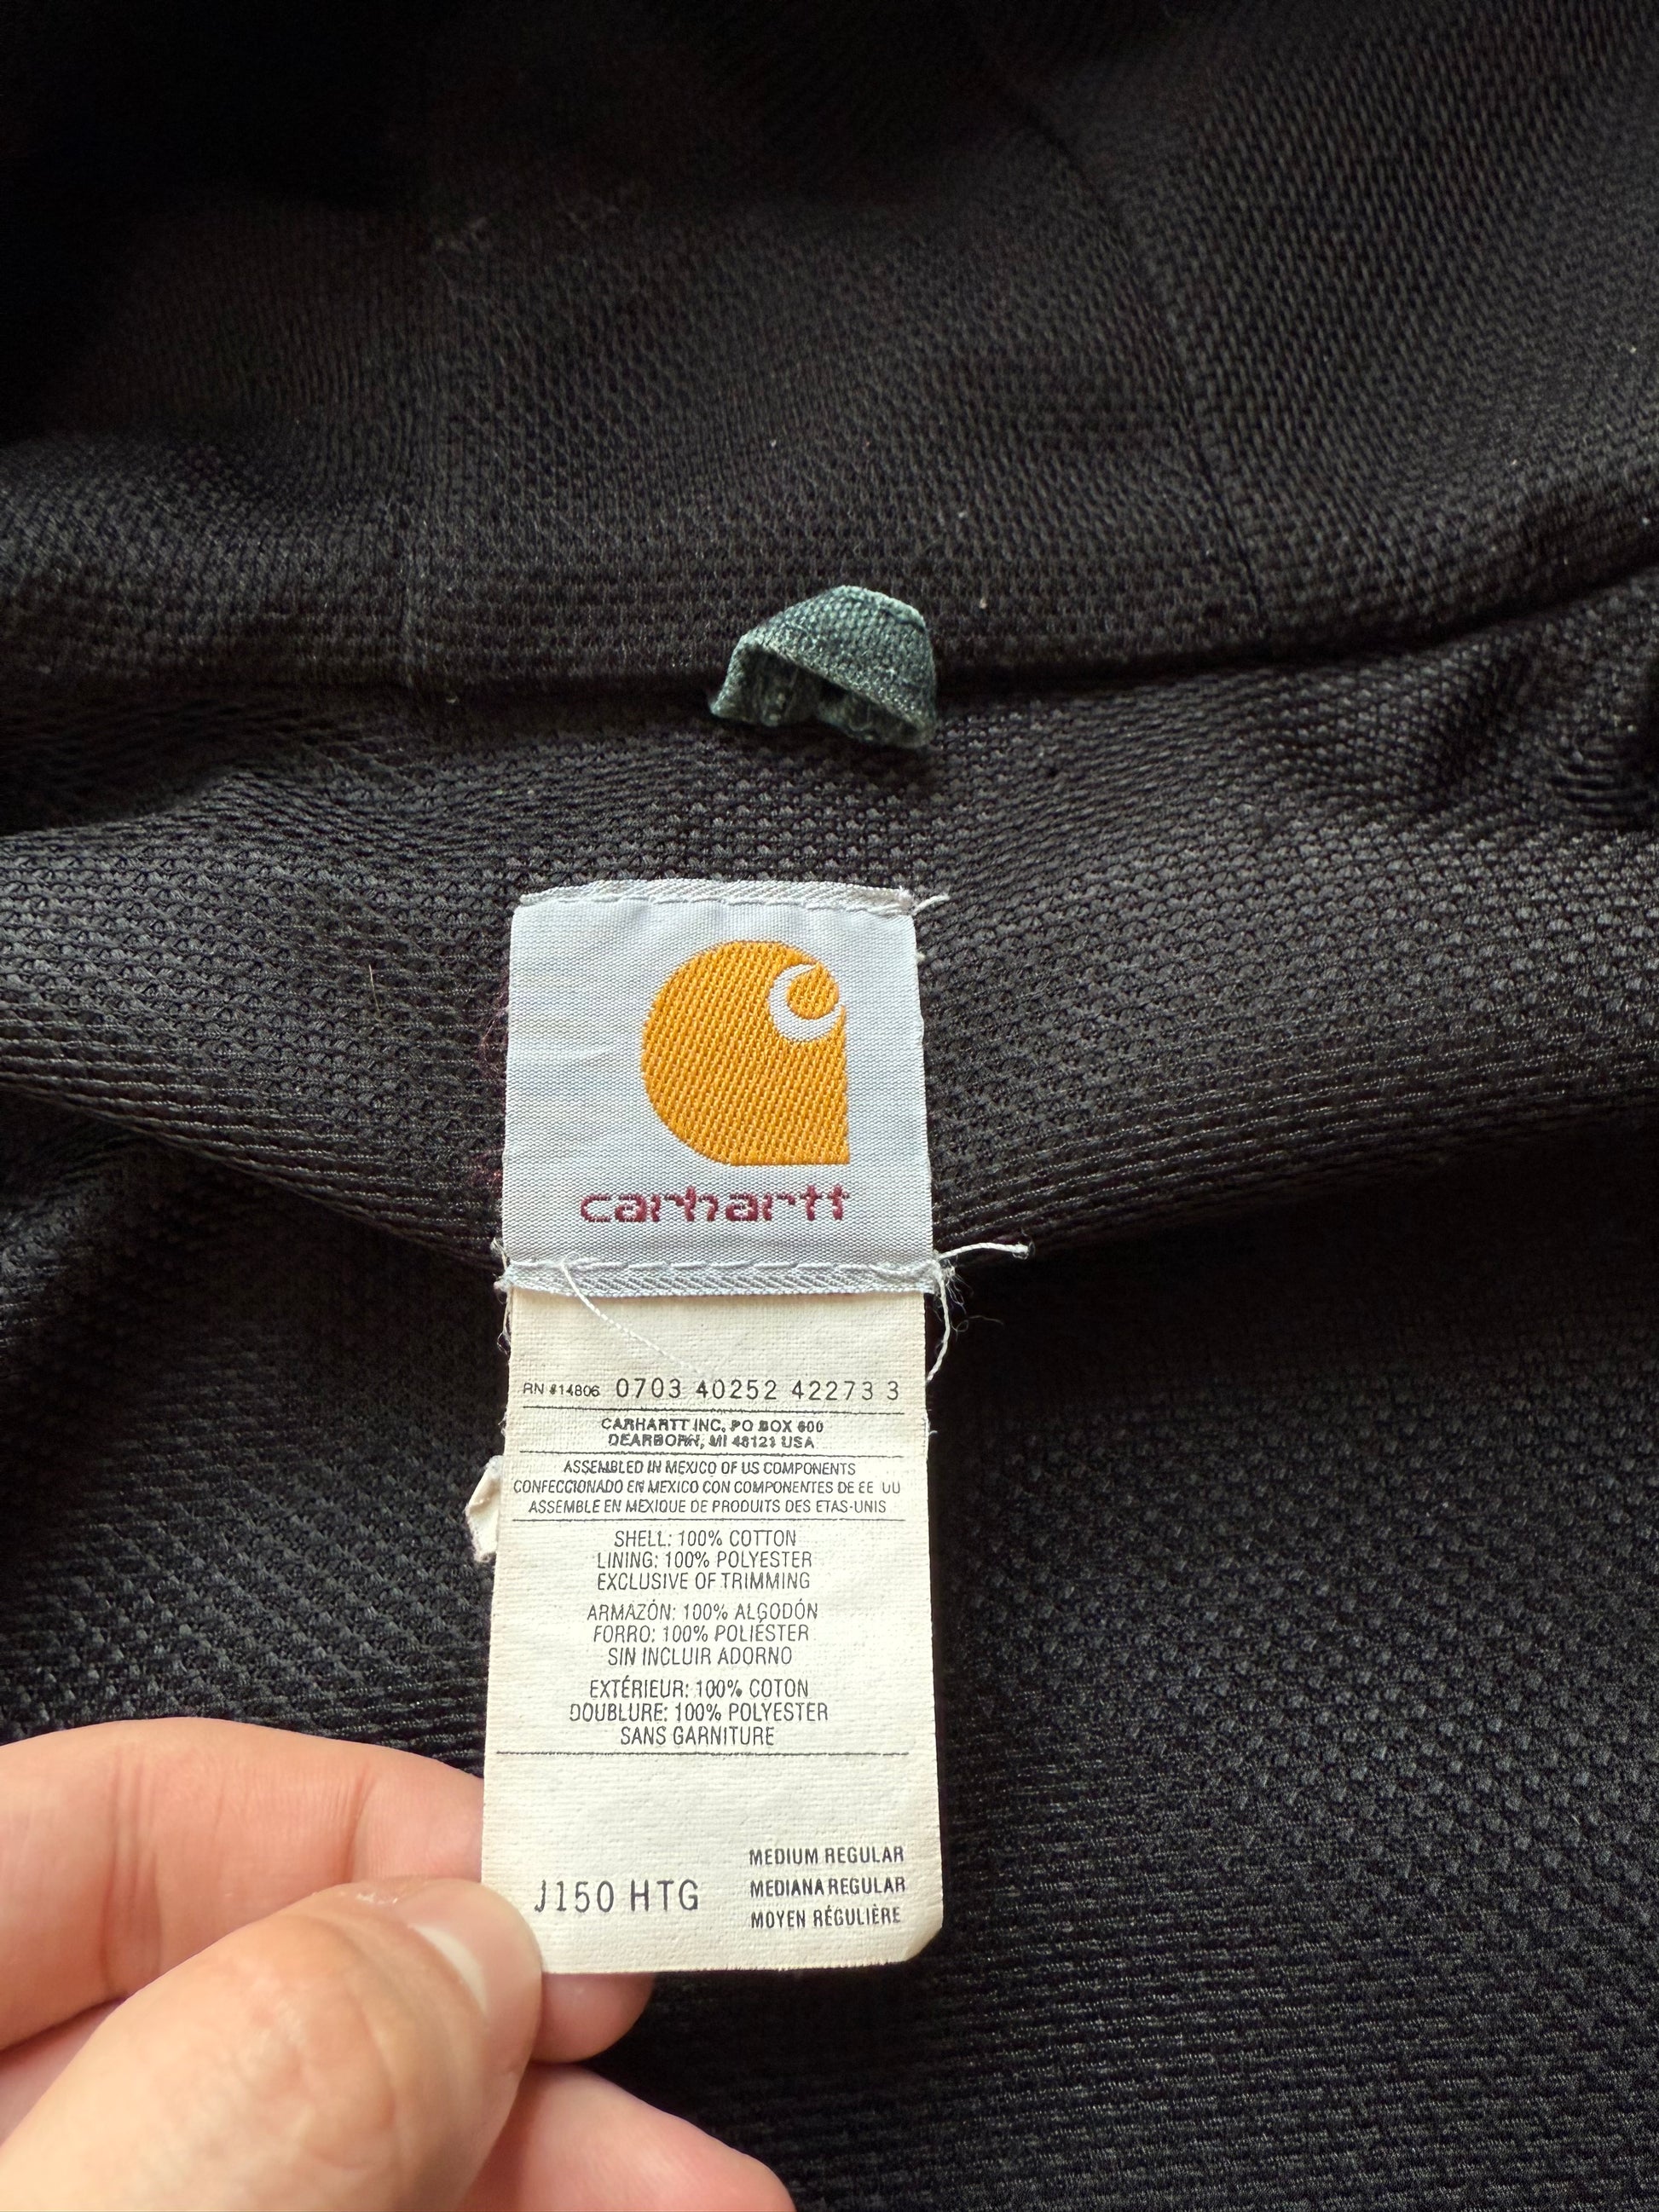 carhartt
RN #14806 0703 40252 42273 3
CARHARTT INC, PO BOX 600
DEARBORN, MI 48121 USA
ASSEMBLED IN MEXICO OF US COMPONENTS
CONFECCIONADO EN MEXICO CON COMPONENTES DE EE UU
ASSEMBLE EN MEXIQUE DE PRODUITS DES ETAS-UNIS
SHELL: 100% COTTON
LINING: 100% POLYESTER
EXCLUSIVE OF TRIMMING
ARMAZÓN: 100% ALGODÓN
FORRO: 100% POLIÉSTER
SIN INCLUIR ADORNO
EXTÉRIEUR: 100% COTON
DOUBLURE: 100% POLYESTER
SANS GARNITURE
J150 HTG
MEDIUM REGULAR
MEDIANA REGULAR
MOYEN RÉGULIÈRE